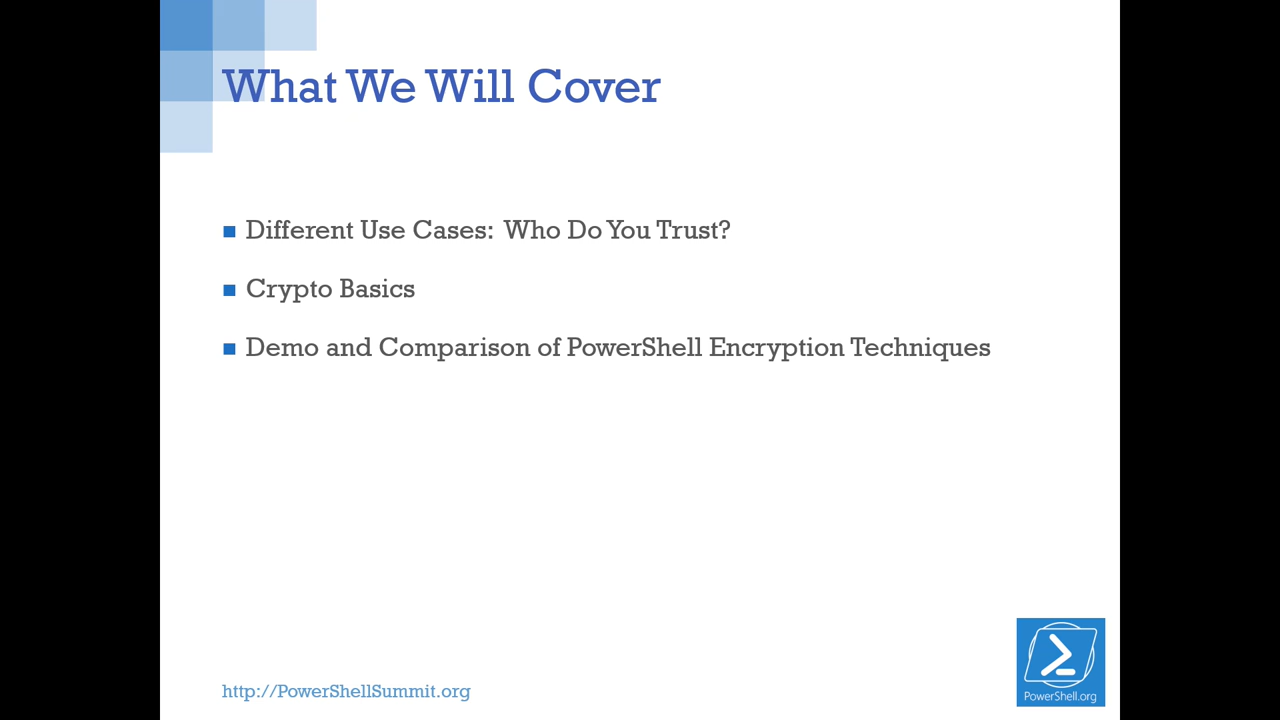 What We Will Cover
Different Use Cases: Who Do You Trust?
Crypto Basics
Demo and Comparison of PowerShell Encryption Techniques
http://PowerShellSummit.org
PowerShell.org